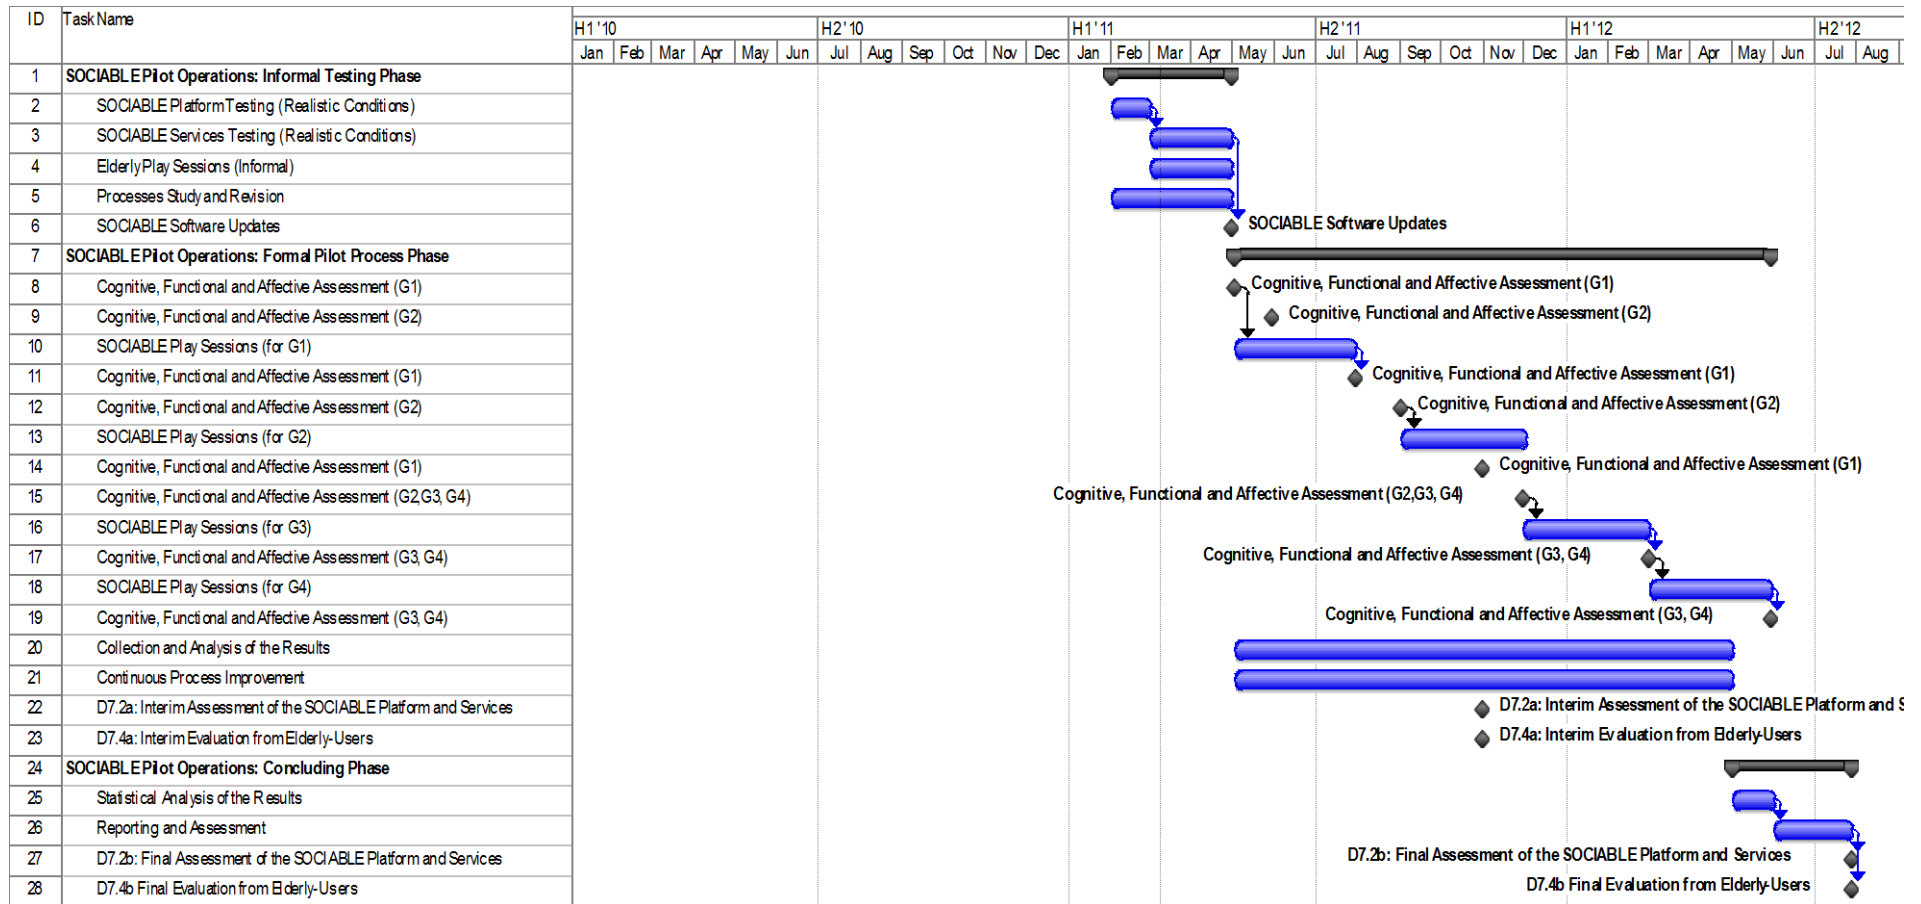 ID Task Name
H1 '10 H2 '10 H1 '11 H2 '11 H1 '12 H2 '12
Jan Feb Mar Apr May Jun Jul Aug Sep Oct Nov Dec Jan Feb Mar Apr May Jun Jul Aug Sep Oct Nov Dec Jan Feb Mar Apr May Jun Jul Aug
1 SOCIABLE Pilot Operations: Informal Testing Phase
2 SOCIABLE Platform Testing (Realistic Conditions)
3 SOCIABLE Services Testing (Realistic Conditions)
4 Elderly Play Sessions (Informal)
5 Processes Study and Revision
6 SOCIABLE Software Updates SOCIABLE Software Updates
7 SOCIABLE Pilot Operations: Formal Pilot Process Phase
8 Cognitive, Functional and Affective Assessment (G1) Cognitive, Functional and Affective Assessment (G1)
9 Cognitive, Functional and Affective Assessment (G2) Cognitive, Functional and Affective Assessment (G2)
10 SOCIABLE Play Sessions (for G1)
11 Cognitive, Functional and Affective Assessment (G1) Cognitive, Functional and Affective Assessment (G1)
12 Cognitive, Functional and Affective Assessment (G2) Cognitive, Functional and Affective Assessment (G2)
13 SOCIABLE Play Sessions (for G2)
14 Cognitive, Functional and Affective Assessment (G1) Cognitive, Functional and Affective Assessment (G1)
15 Cognitive, Functional and Affective Assessment (G2,G3, G4) Cognitive, Functional and Affective Assessment (G2,G3, G4)
16 SOCIABLE Play Sessions (for G3)
17 Cognitive, Functional and Affective Assessment (G3, G4) Cognitive, Functional and Affective Assessment (G3, G4)
18 SOCIABLE Play Sessions (for G4)
19 Cognitive, Functional and Affective Assessment (G3, G4) Cognitive, Functional and Affective Assessment (G3, G4)
20 Collection and Analysis of the Results
21 Continuous Process Improvement
22 D7.2a: Interim Assessment of the SOCIABLE Platform and Services D7.2a: Interim Assessment of the SOCIABLE Platform and S
23 D7.4a: Interim Evaluation from Elderly-Users D7.4a: Interim Evaluation from Elderly-Users
24 SOCIABLE Pilot Operations: Concluding Phase
25 Statistical Analysis of the Results
26 Reporting and Assessment
27 D7.2b: Final Assessment of the SOCIABLE Platform and Services D7.2b: Final Assessment of the SOCIABLE Platform and Services
28 D7.4b Final Evaluation from Elderly-Users D7.4b Final Evaluation from Elderly-Users